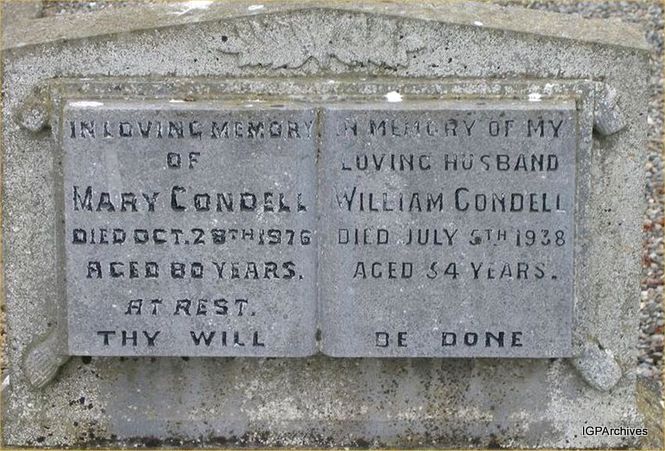 IN LOVING MEMORY
OF
MARY CONDELL
DIED OCT. 28TH 1976
AGED 80 YEARS.
AT REST.
THY WILL
IN MEMORY OF MY
LOVING HUSBAND
WILLIAM CONDELL
DIED JULY 5TH 1938
AGED 54 YEARS.
BE DONE
IGPArchives